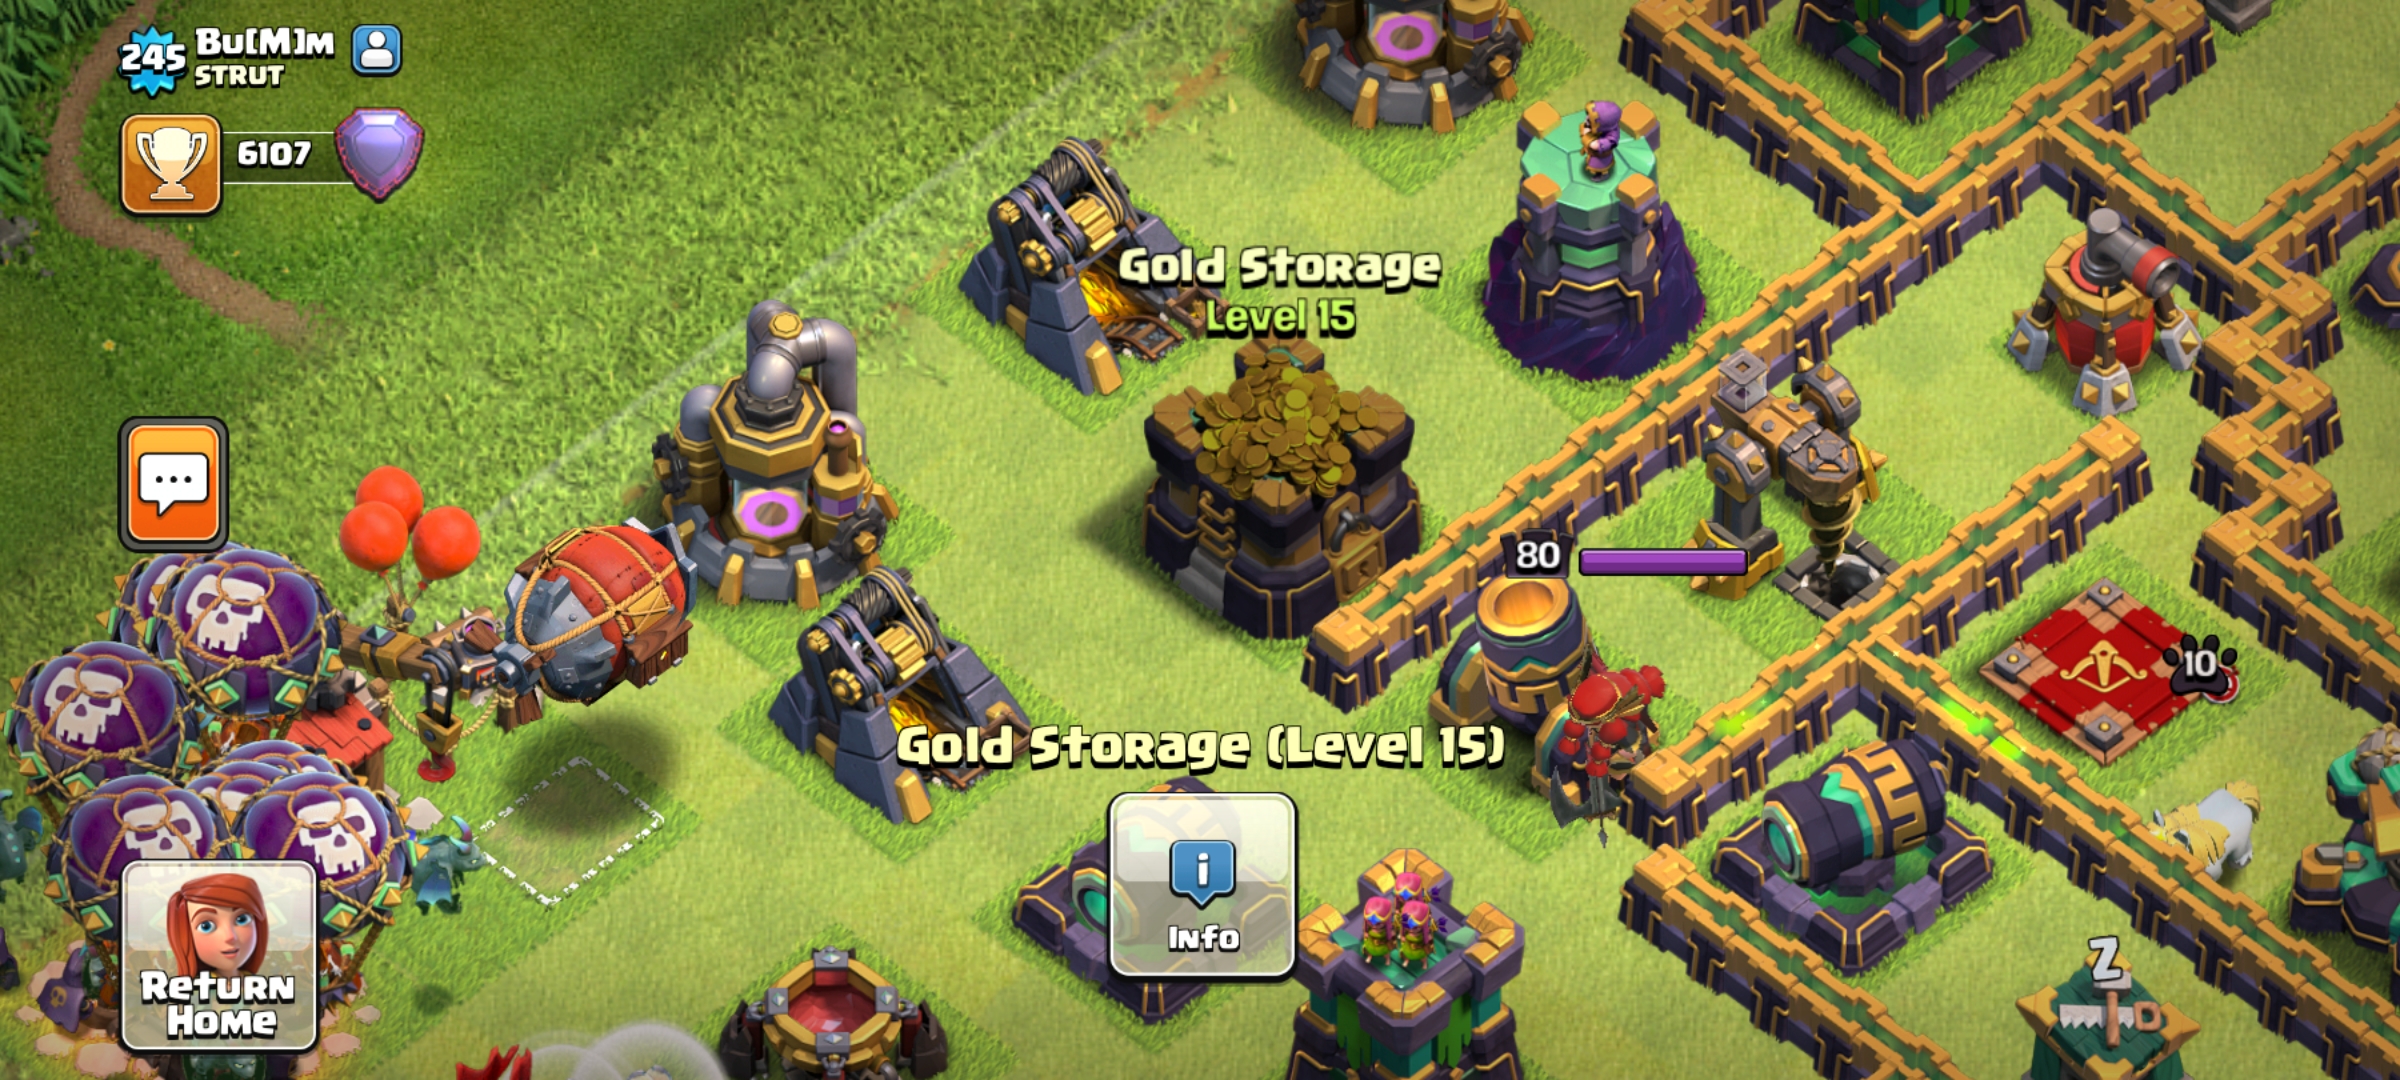 245
Bu[M]m
STRUT
6107
Gold Storage
Level 15
80
10
Gold Storage (Level 15)
Info
Return
Home
Z